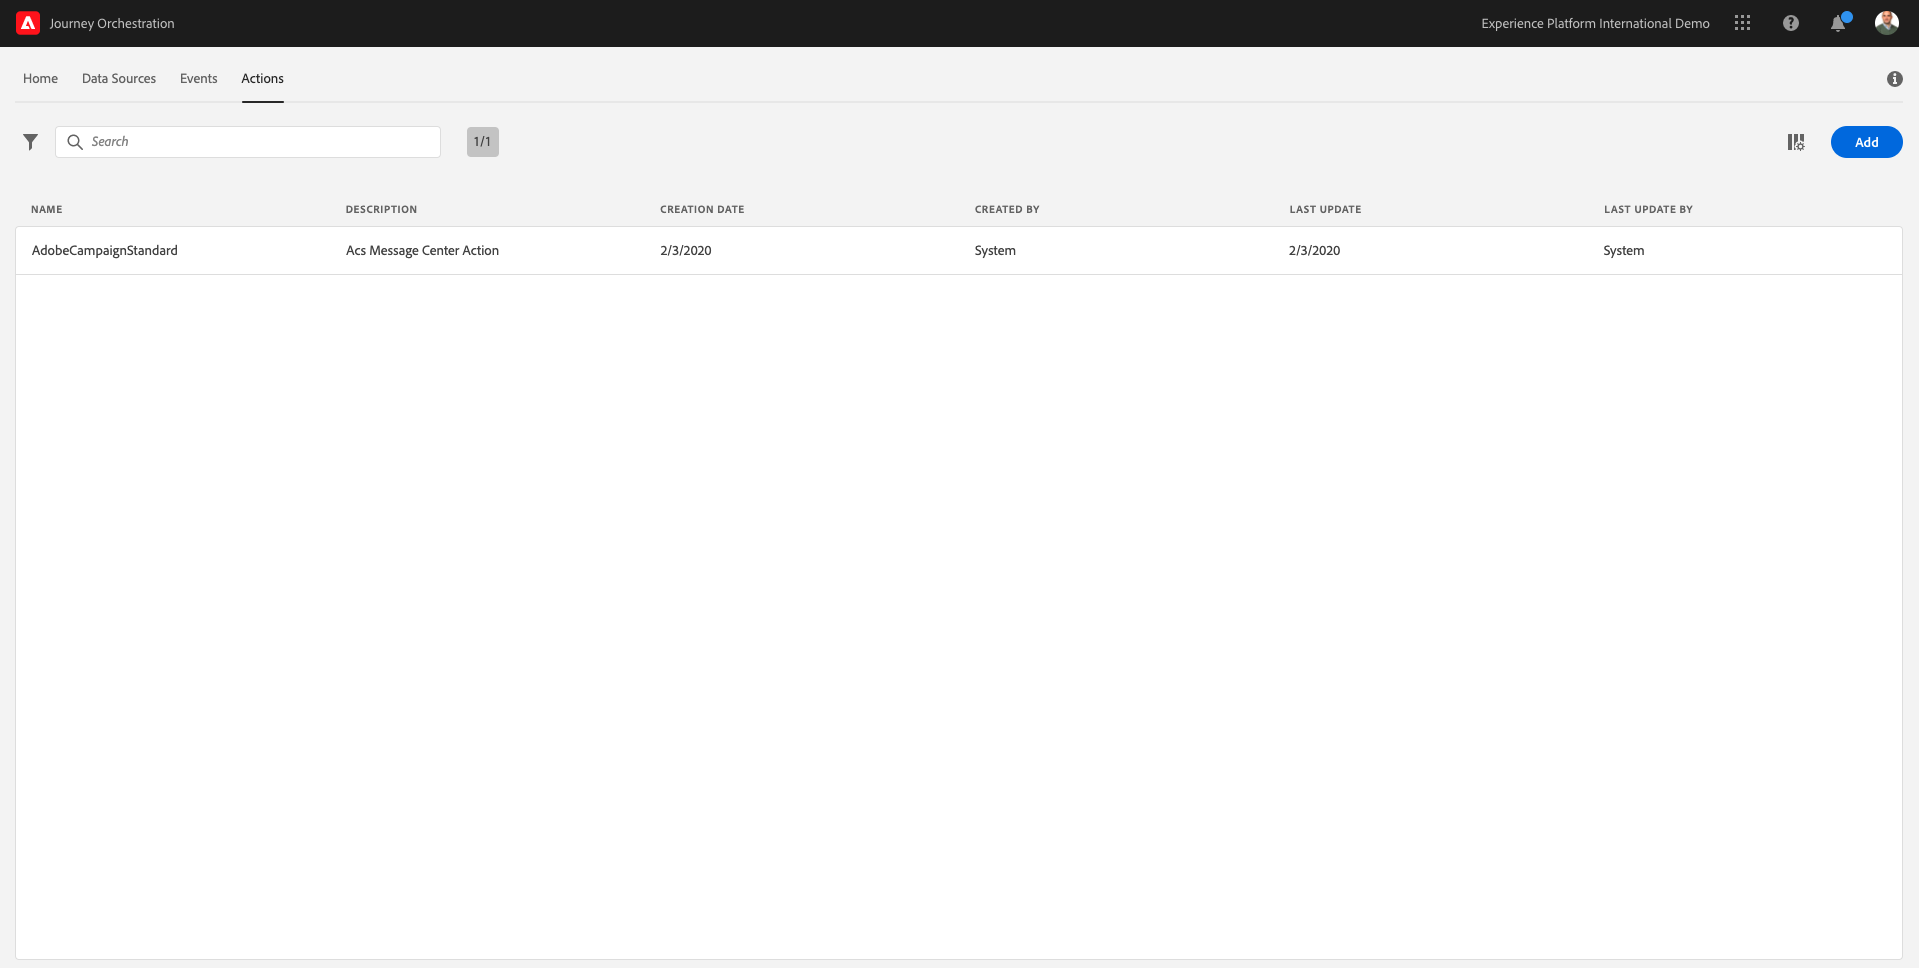 Journey Orchestration
Experience Platform International Demo
Home
Data Sources
Events
Actions
Search
1/1
Add
NAME
DESCRIPTION
CREATION DATE
CREATED BY
LAST UPDATE
LAST UPDATE BY
AdobeCampaignStandard
Acs Message Center Action
2/3/2020
System
2/3/2020
System